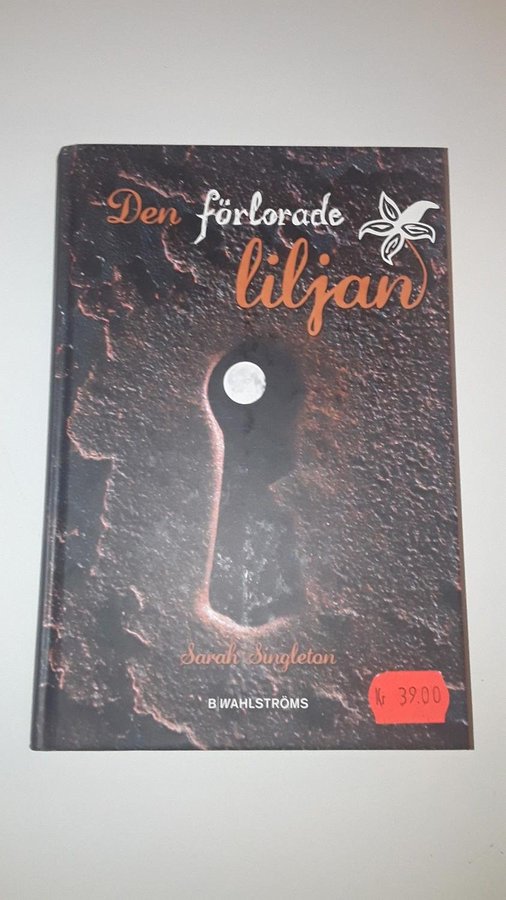 Den förlorade
liljan
Sarah Singleton
B WAHLSTRÖMS
Kr 39.00